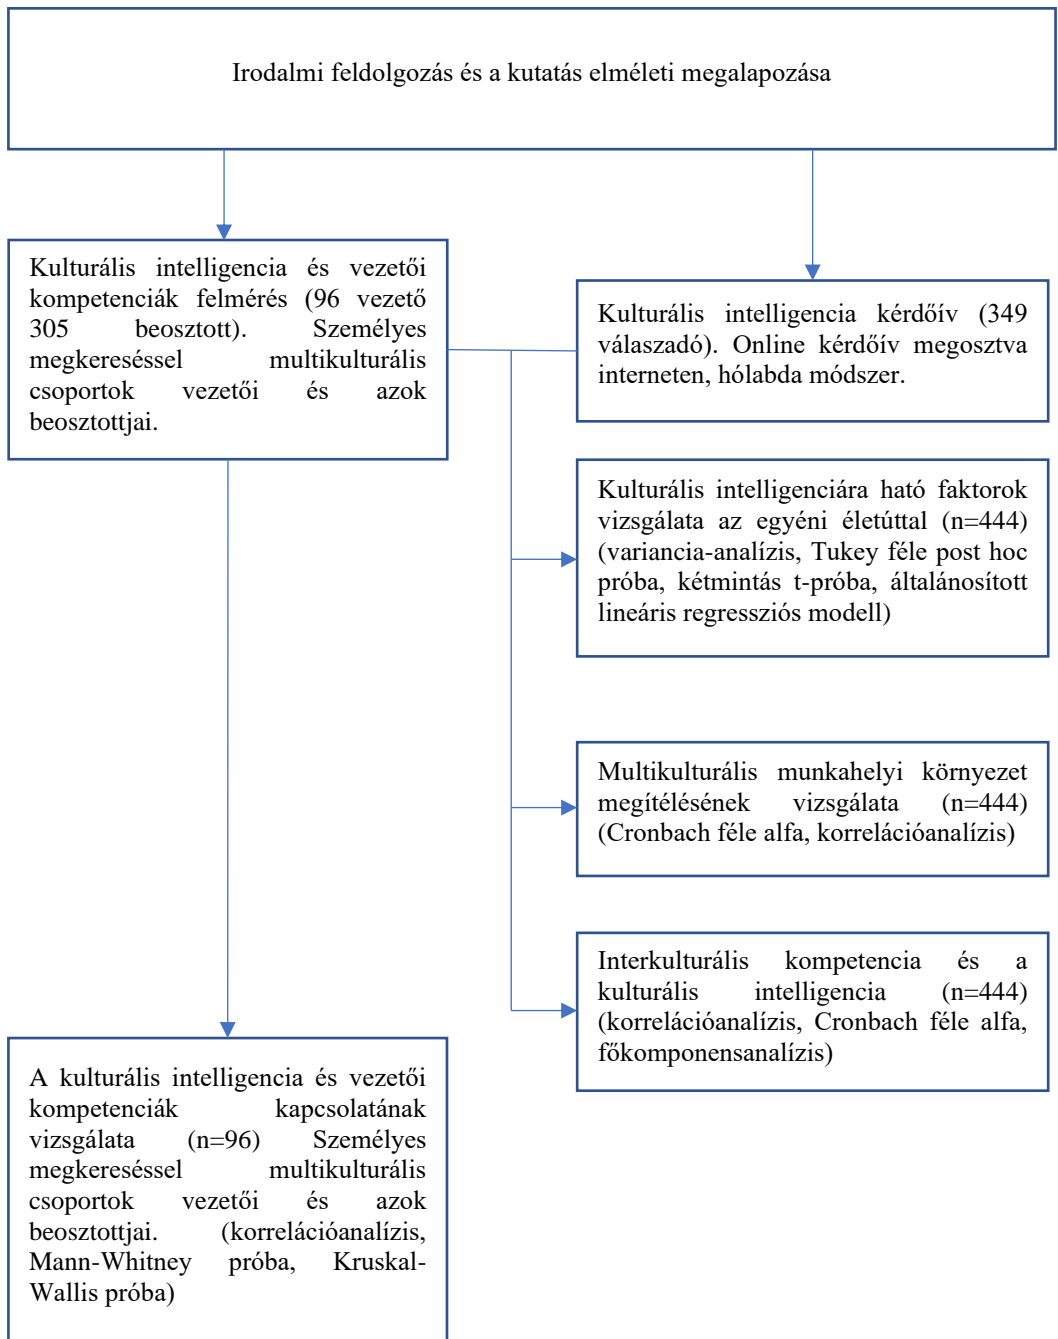 Irodalmi feldolgozás és a kutatás elméleti megalapozása
Kulturális intelligencia és vezetői
kompetenciák felmérés (96 vezető
305 beosztott). Személyes
megkereséssel multikulturális
csoportok vezetői és azok
beosztottjai.
Kulturális intelligencia kérdőív (349
válaszadó). Online kérdőív megosztva
interneten, hólabda módszer.
Kulturális intelligenciára ható faktorok
vizsgálata az egyéni életúttal (n=444)
(variancia-analízis, Tukey féle post hoc
próba, kétmintás t-próba, általánosított
lineáris regressziós modell)
Multikulturális munkahelyi környezet
megítélésének vizsgálata (n=444)
(Cronbach féle alfa, korrelációanalízis)
Interkulturális kompetencia és a
kulturális intelligencia (n=444)
(korrelációanalízis, Cronbach féle alfa,
főkomponensanalízis)
A kulturális intelligencia és vezetői
kompetenciák kapcsolatának
vizsgálata (n=96) Személyes
megkereséssel multikulturális
csoportok vezetői és azok
beosztottjai. (korrelációanalízis,
Mann-Whitney próba, Kruskal-
Wallis próba)